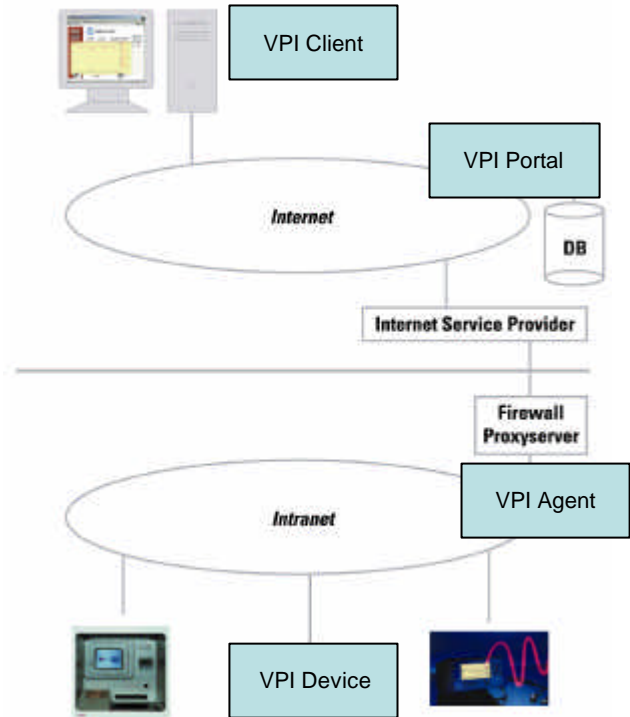 VPI Client
VPI Portal
Internet
DB
Internet Service Provider
Firewall
Proxyserver
VPI Agent
Intranet
VPI Device